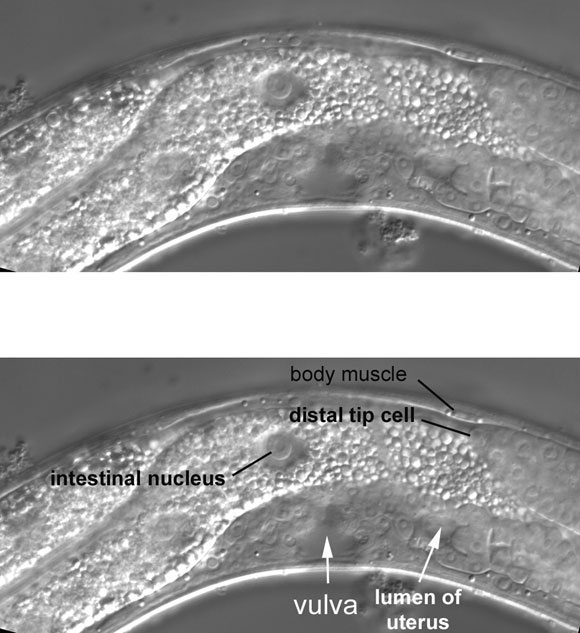 body muscle
distal tip cell
intestinal nucleus
vulva
lumen of
uterus